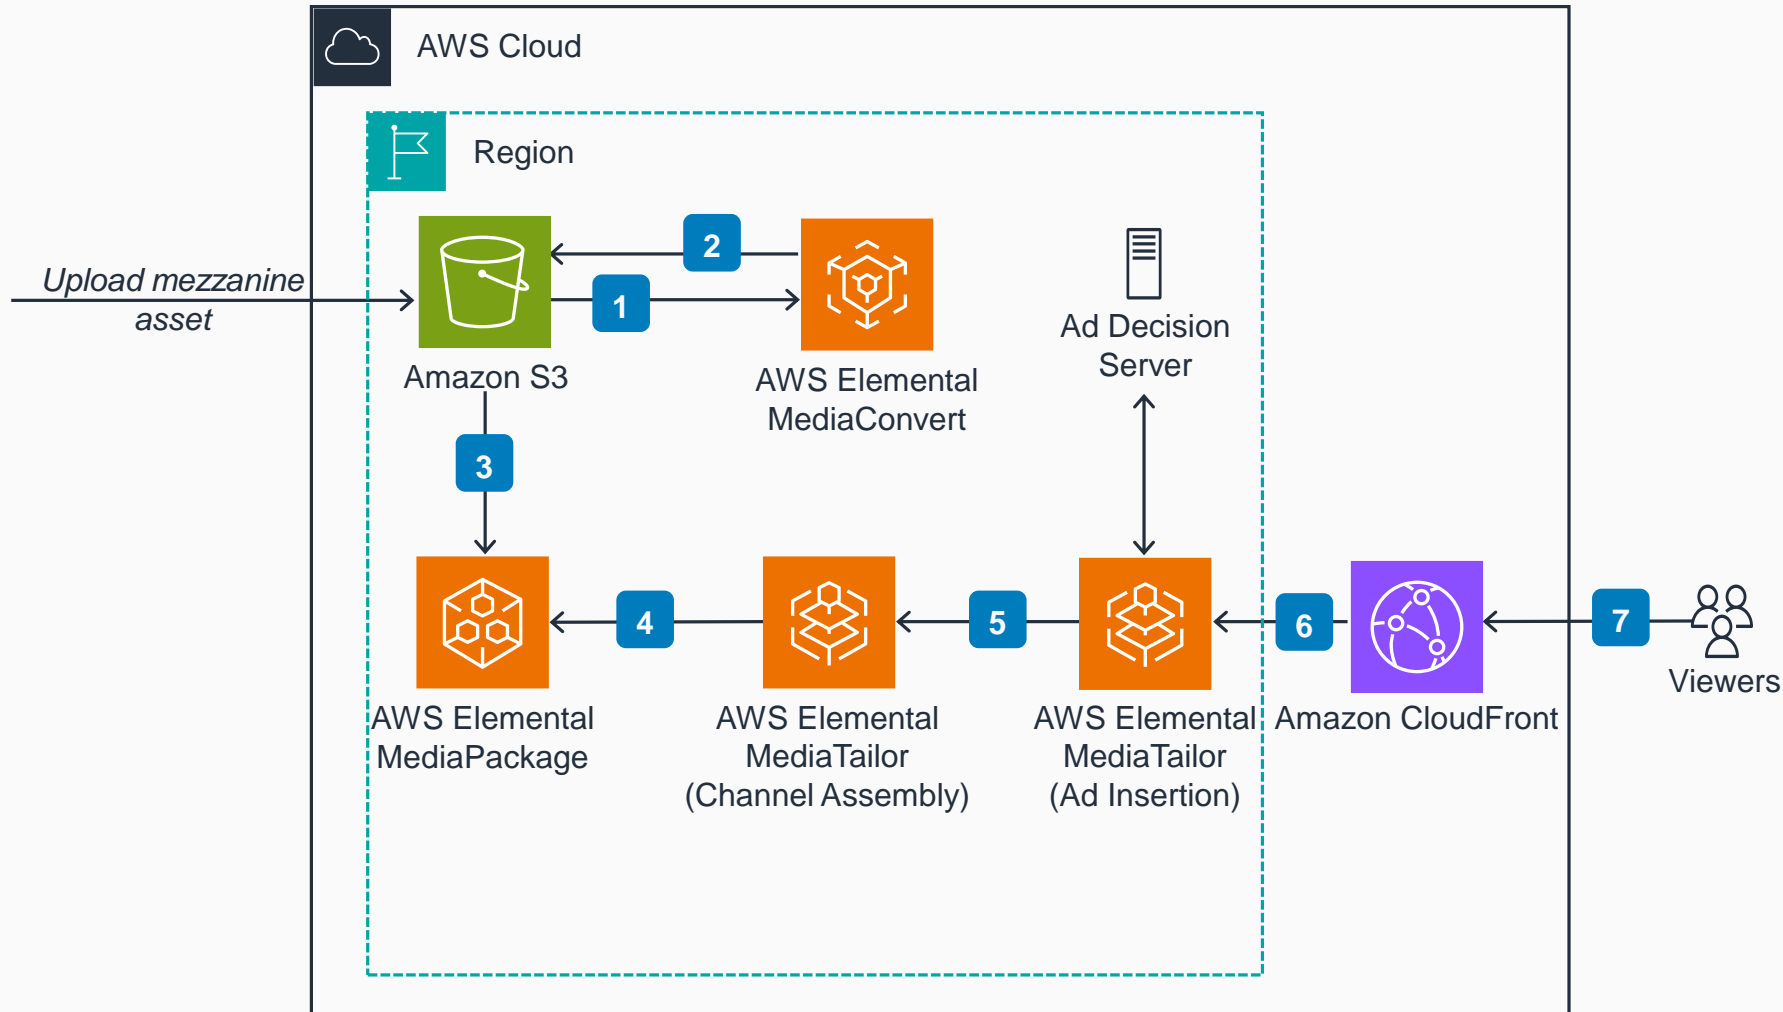 AWS Cloud
Region
2
1
Upload mezzanine
asset
Amazon S3
AWS Elemental
MediaConvert
Ad Decision
Server
3
4
5
6
7
AWS Elemental
MediaPackage
AWS Elemental
MediaTailor
(Channel Assembly)
AWS Elemental
MediaTailor
(Ad Insertion)
Amazon CloudFront
Viewers